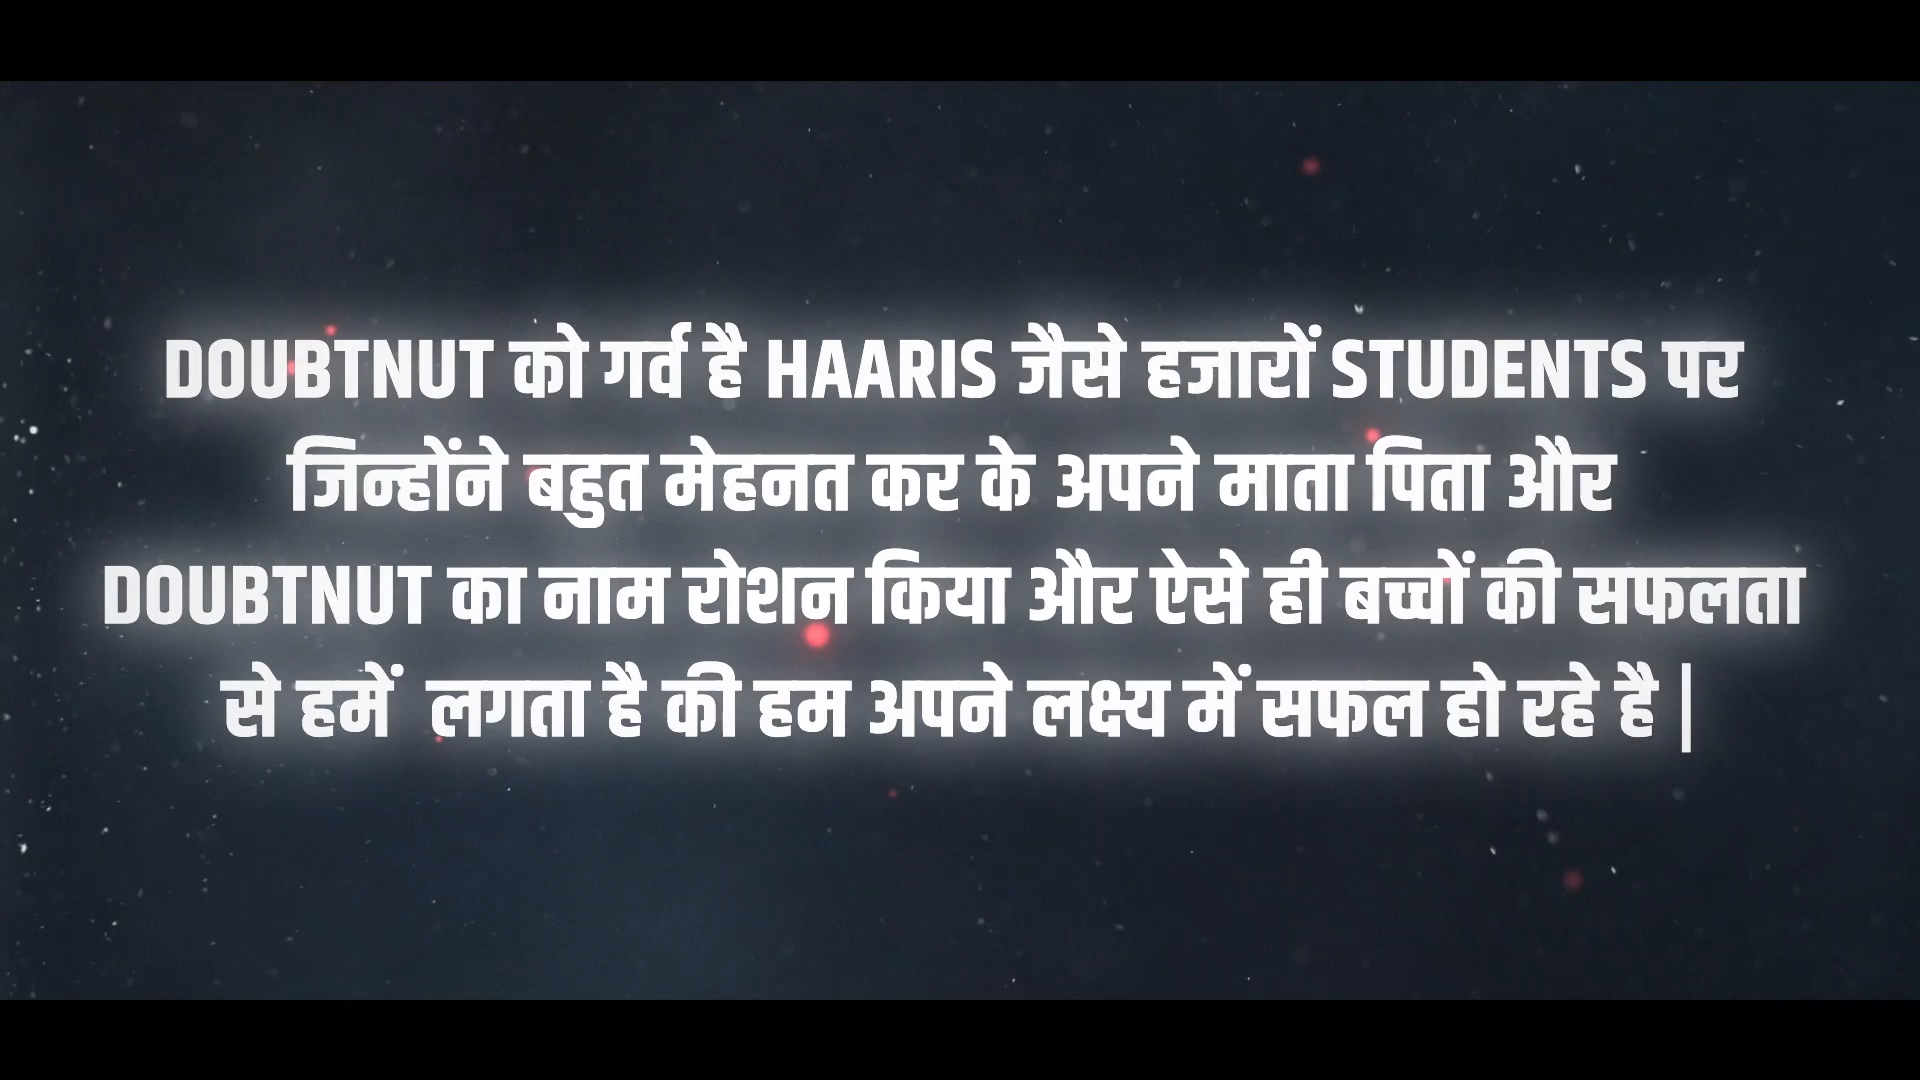 DOUBTNUT को गर्व है HAARIS जैसे हजारों STUDENTS पर
जिन्होंने बहुत मेहनत कर के अपने माता पिता और
DOUBTNUT का नाम रोशन किया और ऐसे ही बच्चों की सफलता
से हमें लगता है की हम अपने लक्ष्य में सफल हो रहे है |